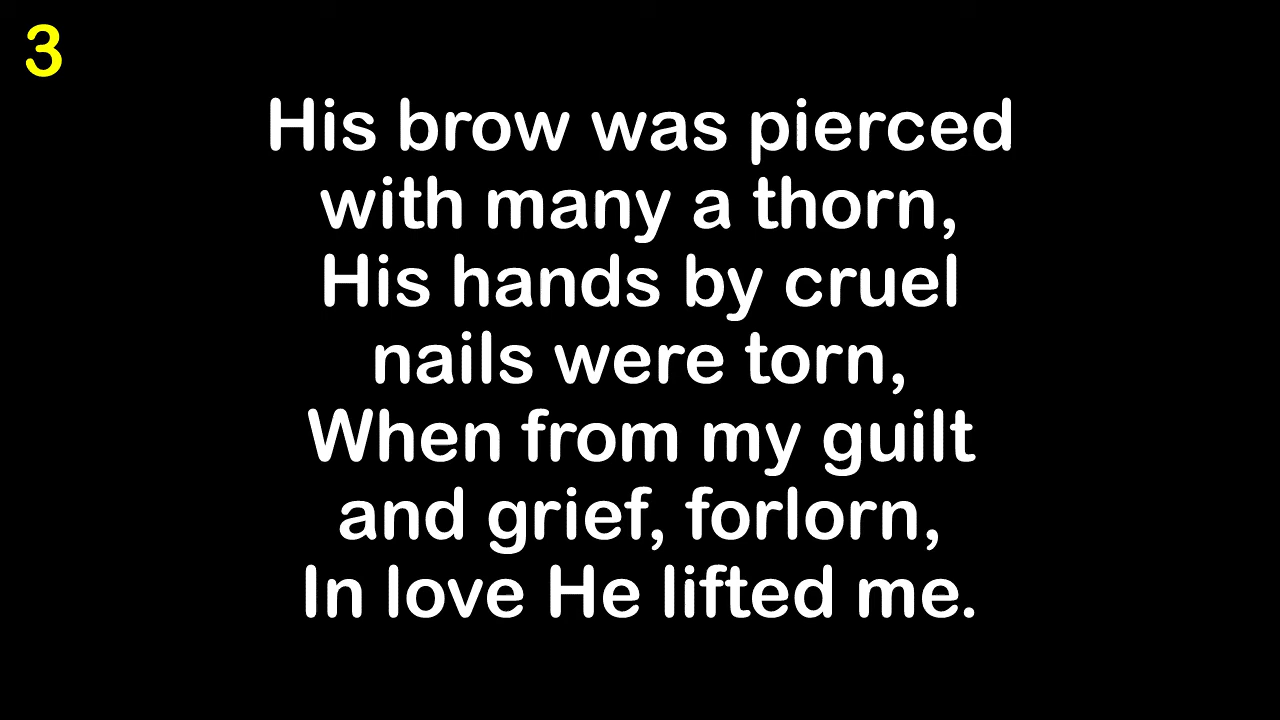 3
His brow was pierced
with many a thorn,
His hands by cruel
nails were torn,
When from my guilt
and grief, forlorn,
In love He lifted me.